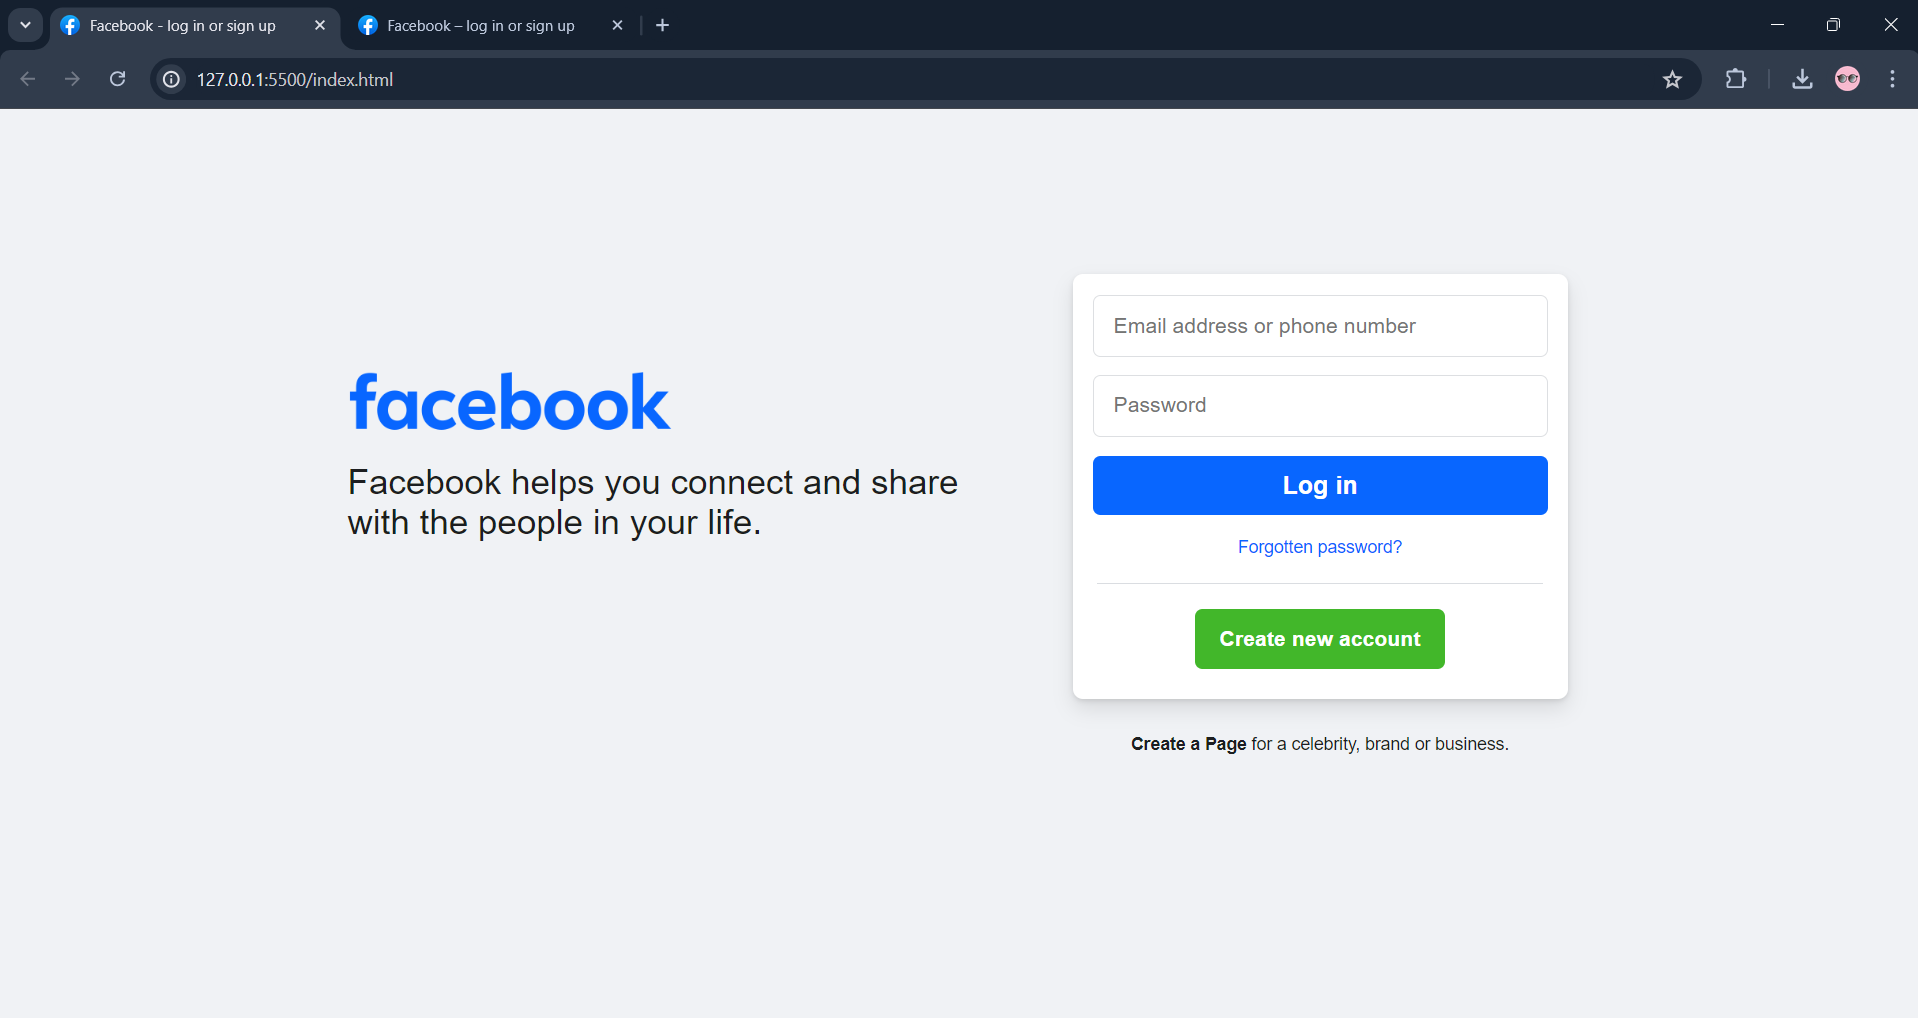 Facebook - log in or sign up
Facebook – log in or sign up
127.0.0.1:5500/index.html
facebook
Facebook helps you connect and share
with the people in your life.
Email address or phone number
Password
Log in
Forgotten password?
Create new account
Create a Page for a celebrity, brand or business.